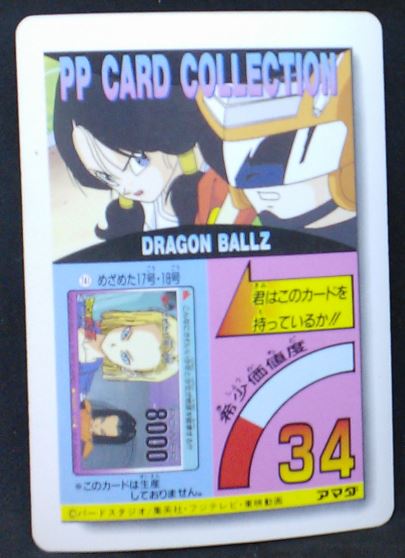 PP CARD COLLECTION
DRAGON BALLZ
めざめた17号・18号
8000
君はこのカードを
持っているか!!
希少価値度
34
※このカードは生産
しておりません。
アマダ
©バードスタジオ/集英社・フジテレビ・東映動画